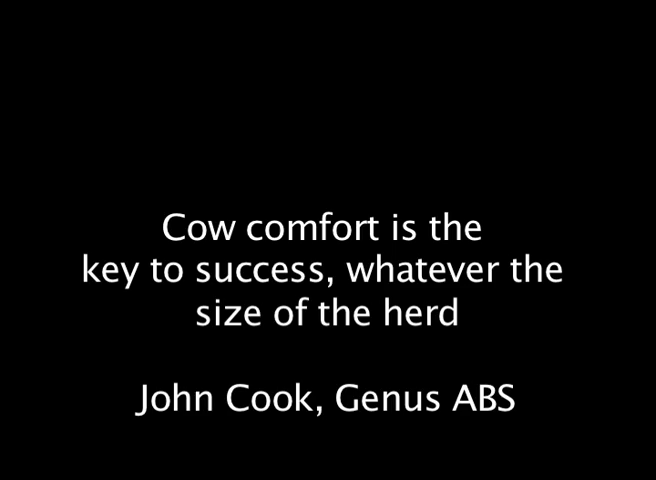 Cow comfort is the
key to success, whatever the
size of the herd
John Cook, Genus ABS